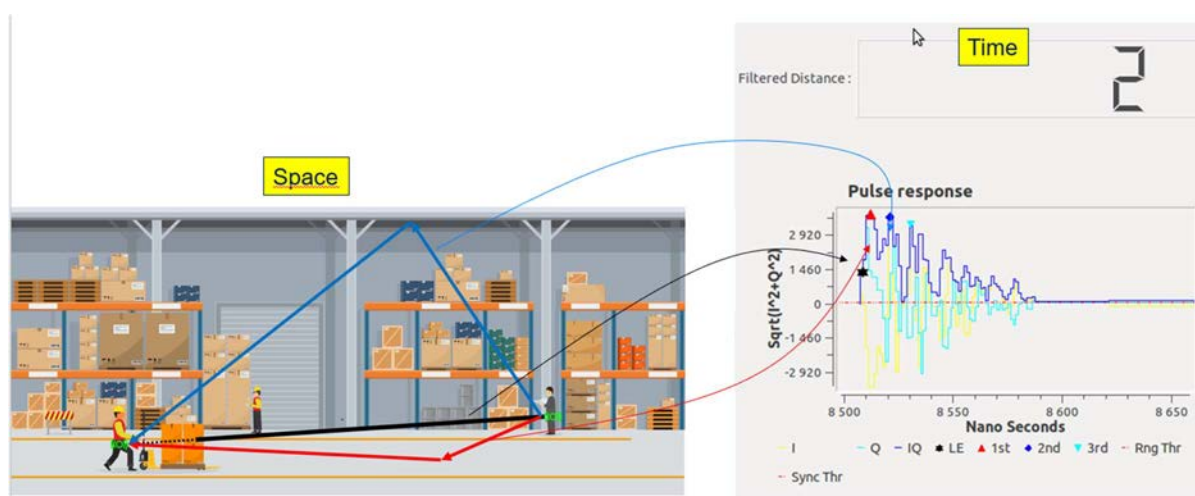 Space
Time
Filtered Distance :
2
Pulse response
Sqrt(I^2+Q^2)
2 920
1 460
0
-1 460
-2 920
8 500
8 550
8 600
8 650
Nano Seconds
I Q IQ LE 1st 2nd 3rd Rng Thr
Sync Thr